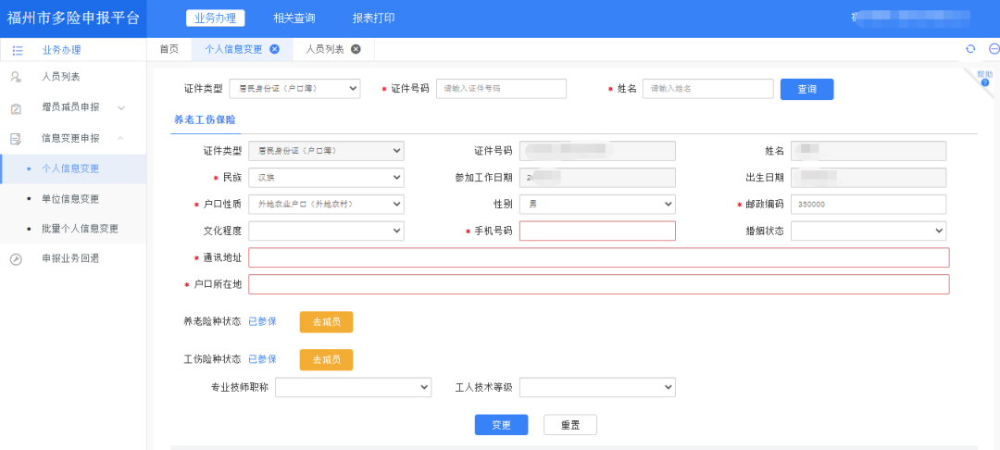 福州市多险申报平台
业务办理 相关查询 报表打印
业务办理
首页 个人信息变更 人员列表
人员列表
增员减员申报
信息变更申报
个人信息变更
单位信息变更
批量个人信息变更
申报业务回退
帮助
证件类型 居民身份证（户口簿） * 证件号码 请输入证件号码 * 姓名 请输入姓名 查询
养老工伤保险
证件类型 居民身份证（户口簿） 证件号码 姓名
* 民族 汉族 参加工作日期 出生日期
* 户口性质 外地农业户口（外地农村） 性别 男 * 邮政编码 350000
文化程度 * 手机号码 婚姻状态
* 通讯地址
* 户口所在地
养老险种状态 已参保 去减员
工伤险种状态 已参保 去减员
专业技师职称 工人技术等级
变更 重置